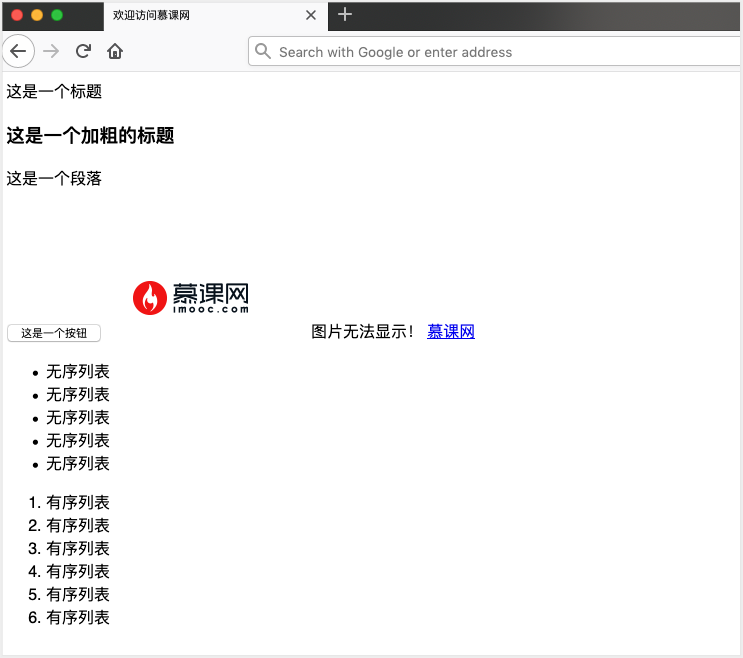 欢迎访问慕课网
Search with Google or enter address
这是一个标题
这是一个加粗的标题
这是一个段落
慕课网
imooc.com
这是一个按钮 图片无法显示！ 慕课网
• 无序列表
• 无序列表
• 无序列表
• 无序列表
• 无序列表
1. 有序列表
2. 有序列表
3. 有序列表
4. 有序列表
5. 有序列表
6. 有序列表